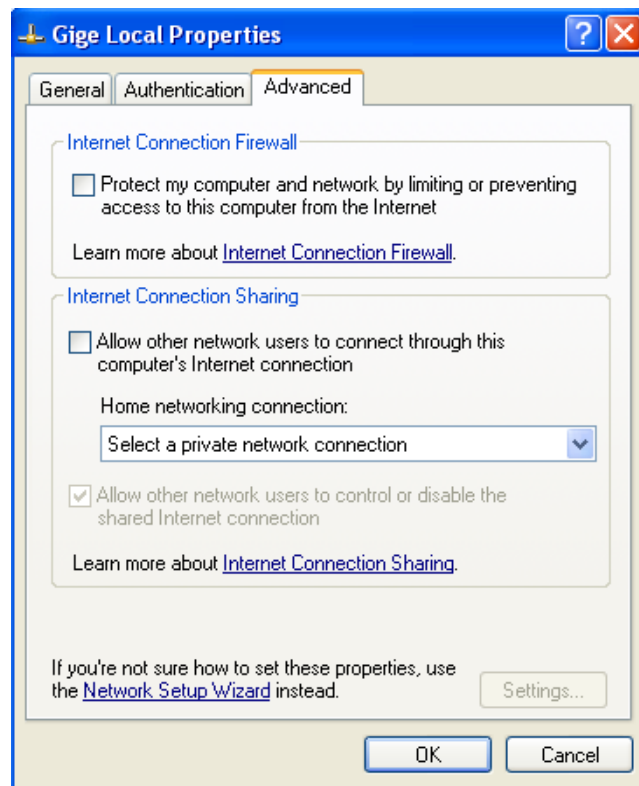 Gige Local Properties
General Authentication Advanced
Internet Connection Firewall
Protect my computer and network by limiting or preventing
access to this computer from the Internet
Learn more about Internet Connection Firewall.
Internet Connection Sharing
Allow other network users to connect through this
computer's Internet connection
Home networking connection:
Select a private network connection
Allow other network users to control or disable the
shared Internet connection
Learn more about Internet Connection Sharing.
If you're not sure how to set these properties, use
the Network Setup Wizard instead.
Settings...
OK Cancel